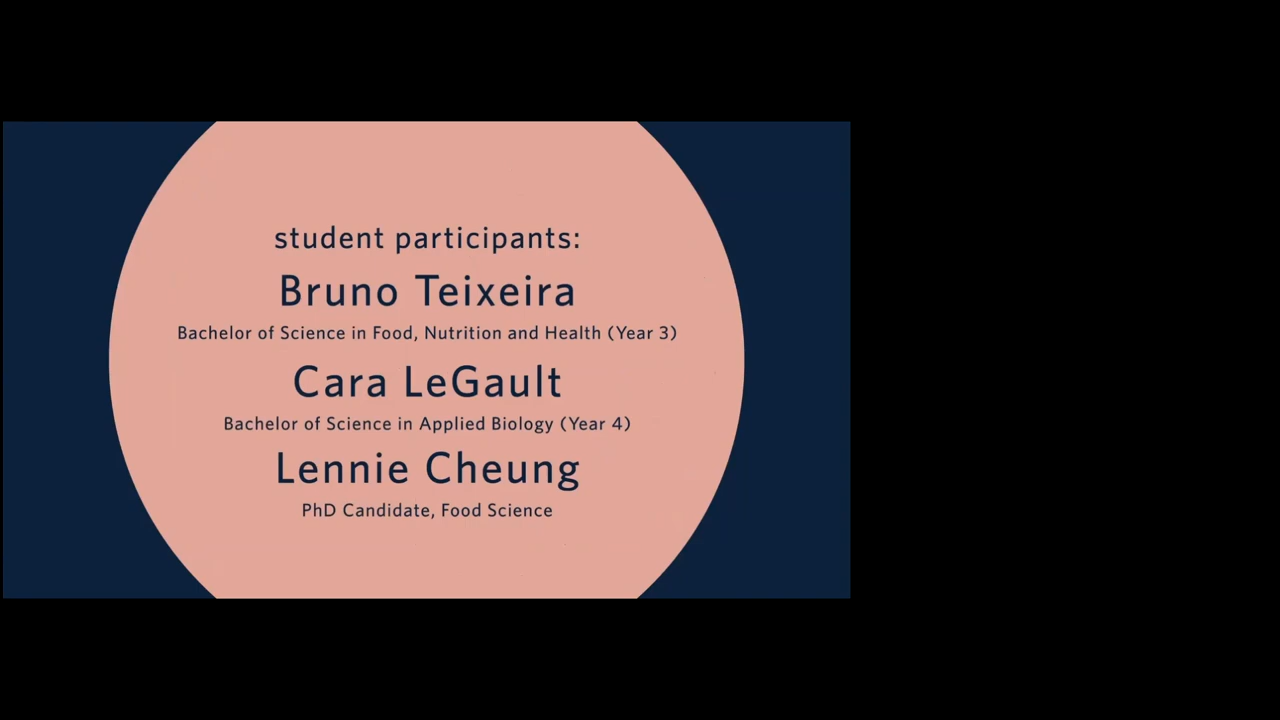 student participants:
Bruno Teixeira
Bachelor of Science in Food, Nutrition and Health (Year 3)
Cara LeGault
Bachelor of Science in Applied Biology (Year 4)
Lennie Cheung
PhD Candidate, Food Science